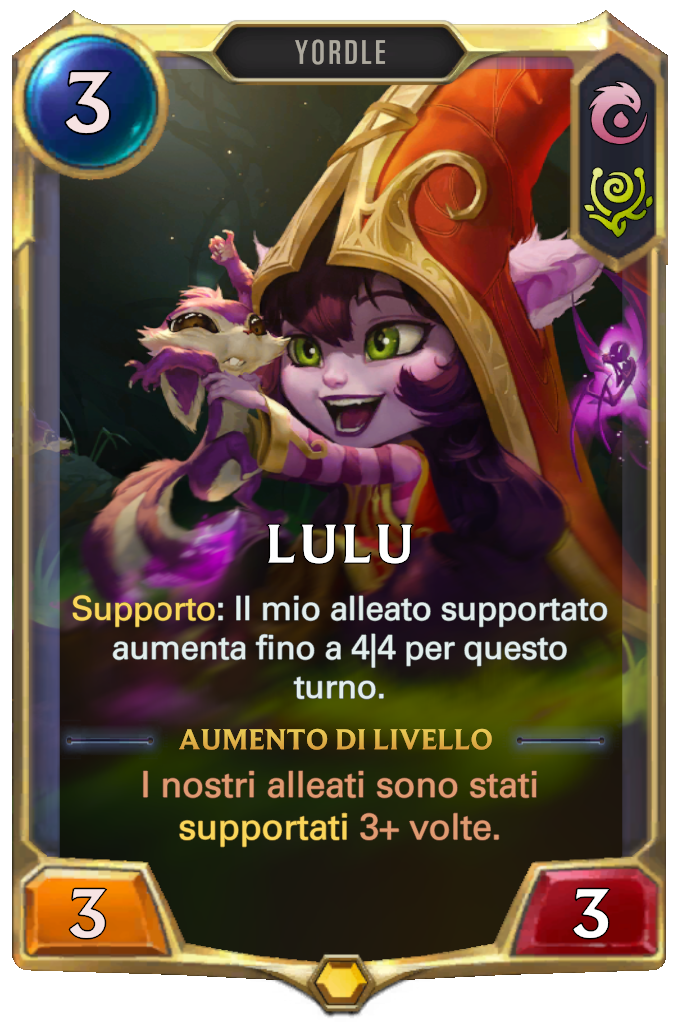 3
YORDLE
LULU
Supporto: Il mio alleato supportato
aumenta fino a 4|4 per questo
turno.
AUMENTO DI LIVELLO
I nostri alleati sono stati
supportati 3+ volte.
3
3